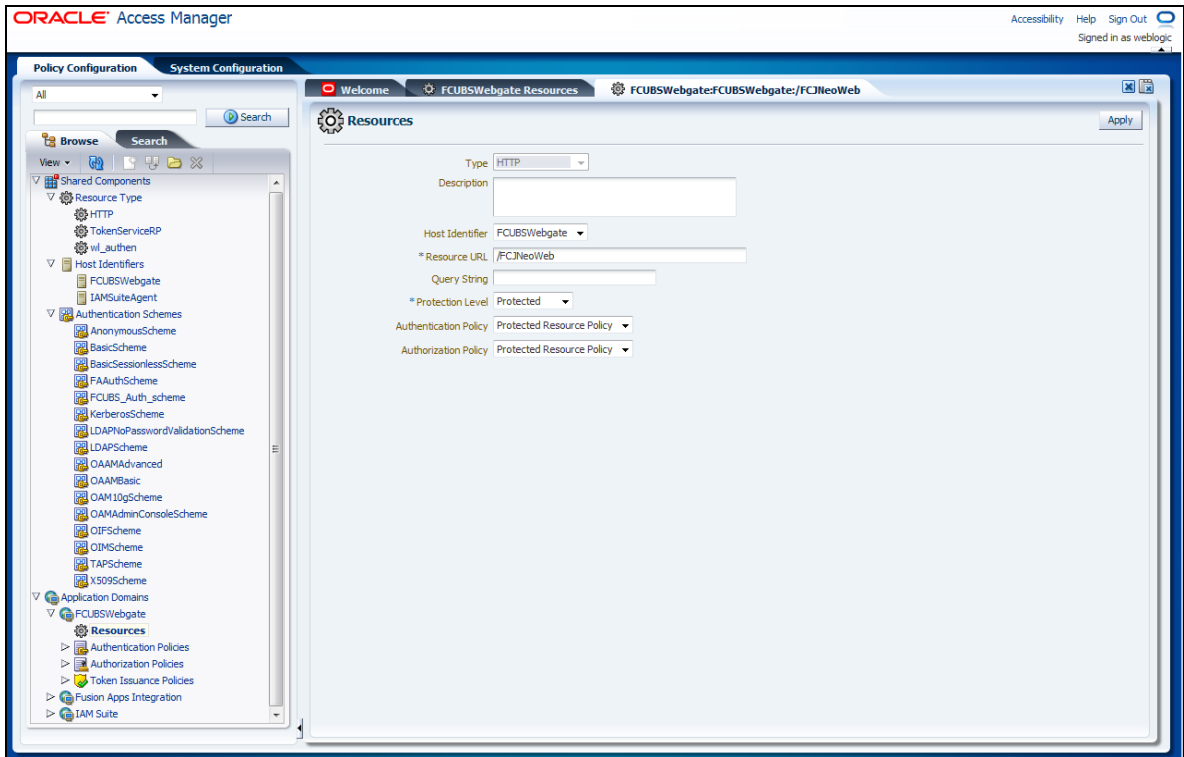 ORACLE Access Manager
Accessibility Help Sign Out
Signed in as weblogic
Policy Configuration System Configuration
All
Search
Browse Search
View
Shared Components
Resource Type
HTTP
TokenServiceRP
wl_authen
Host Identifiers
FCUBSWebgate
IAMSuiteAgent
Authentication Schemes
AnonymousScheme
BasicScheme
BasicSessionlessScheme
FAAuthScheme
FCUBS_Auth_scheme
KerberosScheme
LDAPNoPasswordValidationScheme
LDAPScheme
OAAMAdvanced
OAAMBasic
OAM10gScheme
OAMAdminConsoleScheme
OIFScheme
OIMScheme
TAPScheme
X509Scheme
Application Domains
FCUBSWebgate
Resources
Authentication Policies
Authorization Policies
Token Issuance Policies
Fusion Apps Integration
IAM Suite
Welcome FCUBSWebgate Resources FCUBSWebgate:FCUBSWebgate:/FCJNeoWeb
Resources Apply
Type HTTP
Description
Host Identifier FCUBSWebgate
* Resource URL /FCJNeoWeb
Query String
* Protection Level Protected
Authentication Policy Protected Resource Policy
Authorization Policy Protected Resource Policy